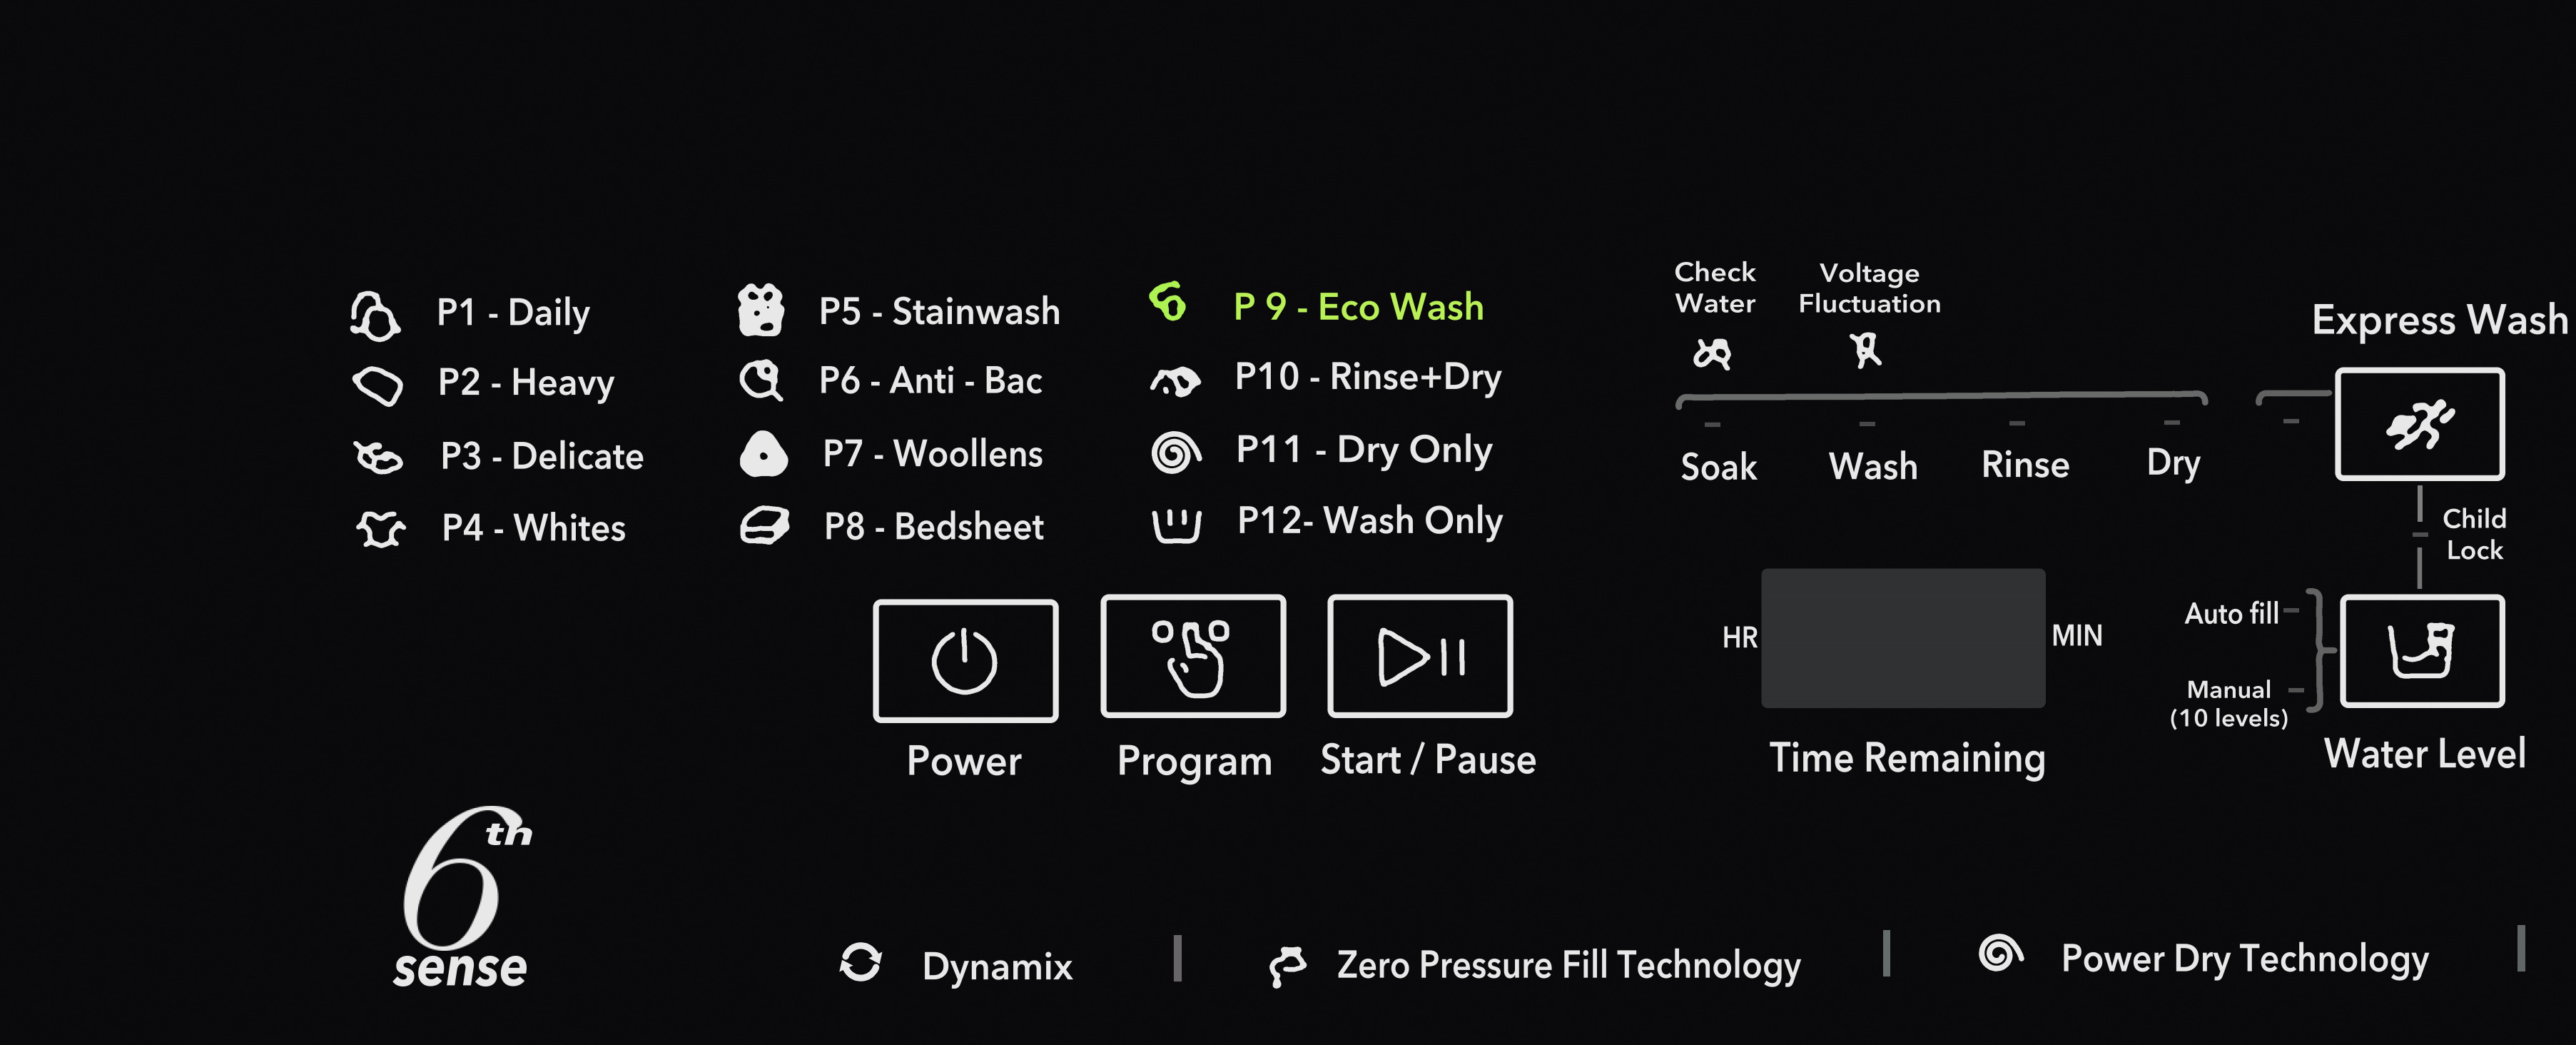 P1 - Daily
P2 - Heavy
P3 - Delicate
P4 - Whites
P5 - Stainwash
P6 - Anti - Bac
P7 - Woollens
P8 - Bedsheet
P 9 - Eco Wash
P10 - Rinse+Dry
P11 - Dry Only
P12- Wash Only
Check
Water
Voltage
Fluctuation
Soak
Wash
Rinse
Dry
Express Wash
Child
Lock
Power
Program
Start / Pause
HR
MIN
Time Remaining
Auto fill
Manual
(10 levels)
Water Level
6th
sense
Dynamix
Zero Pressure Fill Technology
Power Dry Technology